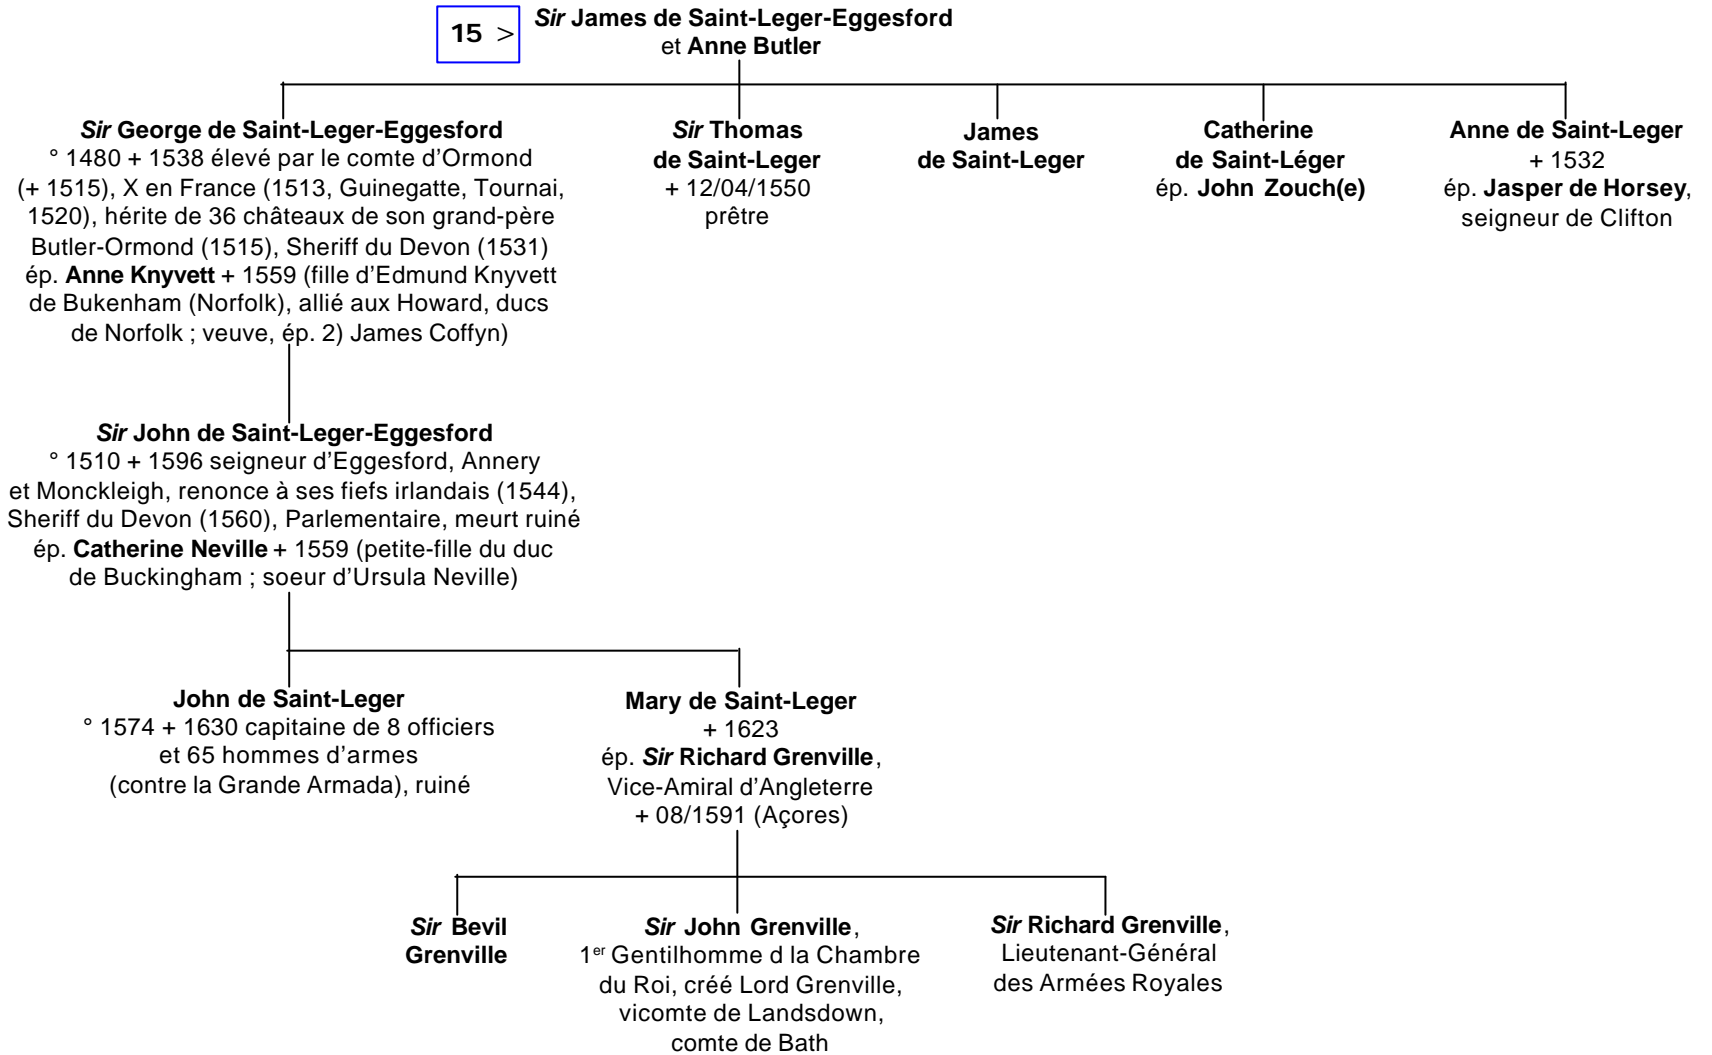 15 >
Sir James de Saint-Leger-Eggesford
et Anne Butler
Sir George de Saint-Leger-Eggesford
° 1480 + 1538 élevé par le comte d'Ormond
(+ 1515), X en France (1513, Guinegatte, Tournai,
1520), hérite de 36 châteaux de son grand-père
Butler-Ormond (1515), Sheriff du Devon (1531)
ép. Anne Knyvett + 1559 (fille d'Edmund Knyvett
de Bukenham (Norfolk), allié aux Howard, ducs
de Norfolk ; veuve, ép. 2) James Coffyn)
Sir Thomas
de Saint-Leger
+ 12/04/1550
prêtre
James
de Saint-Leger
Catherine
de Saint-Léger
ép. John Zouch(e)
Anne de Saint-Leger
+ 1532
ép. Jasper de Horsey,
seigneur de Clifton
Sir John de Saint-Leger-Eggesford
° 1510 + 1596 seigneur d'Eggesford, Annery
et Monckleigh, renonce à ses fiefs irlandais (1544),
Sheriff du Devon (1560), Parlementaire, meurt ruiné
ép. Catherine Neville + 1559 (petite-fille du duc
de Buckingham ; soeur d'Ursula Neville)
John de Saint-Leger
° 1574 + 1630 capitaine de 8 officiers
et 65 hommes d'armes
(contre la Grande Armada), ruiné
Mary de Saint-Leger
+ 1623
ép. Sir Richard Grenville,
Vice-Amiral d'Angleterre
+ 08/1591 (Açores)
Sir Bevil
Grenville
Sir John Grenville,
1er Gentilhomme d la Chambre
du Roi, créé Lord Grenville,
vicomte de Landsdown,
comte de Bath
Sir Richard Grenville,
Lieutenant-Général
des Armées Royales